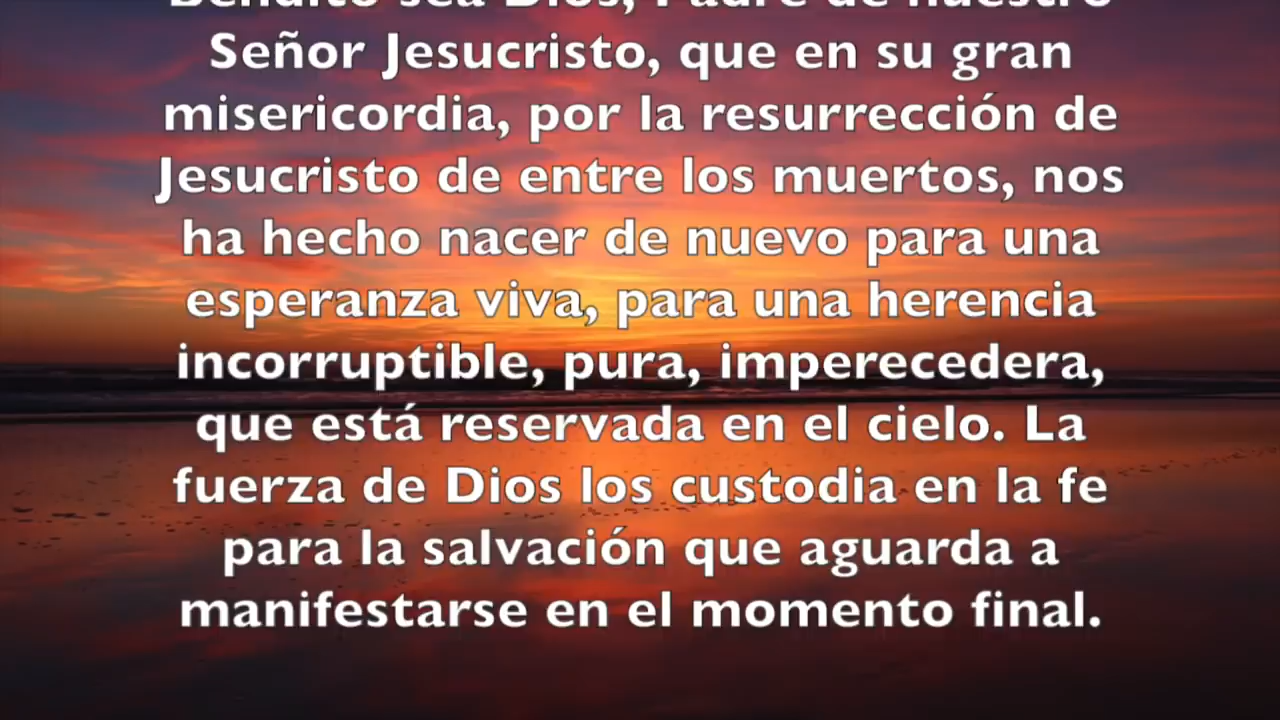 Bendito sea Dios, Padre de nuestro
Señor Jesucristo, que en su gran
misericordia, por la resurrección de
Jesucristo de entre los muertos, nos
ha hecho nacer de nuevo para una
esperanza viva, para una herencia
incorruptible, pura, imperecedera,
que está reservada en el cielo. La
fuerza de Dios los custodia en la fe
para la salvación que aguarda a
manifestarse en el momento final.